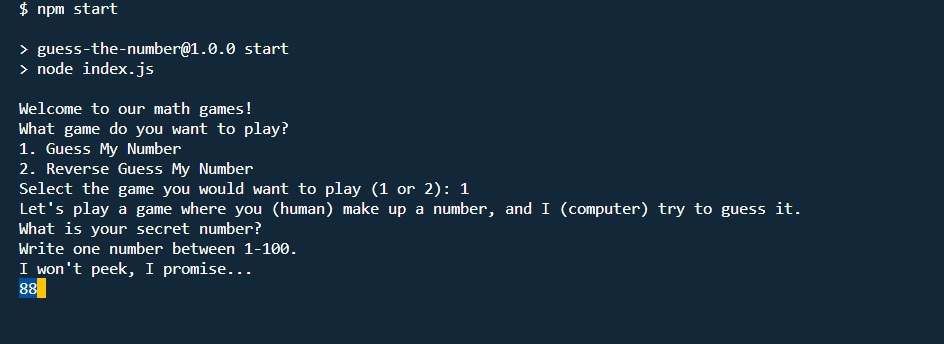 $ npm start
> guess-the-number@1.0.0 start
> node index.js
Welcome to our math games!
What game do you want to play?
1. Guess My Number
2. Reverse Guess My Number
Select the game you would want to play (1 or 2): 1
Let's play a game where you (human) make up a number, and I (computer) try to guess it.
What is your secret number?
Write one number between 1-100.
I won't peek, I promise...
88